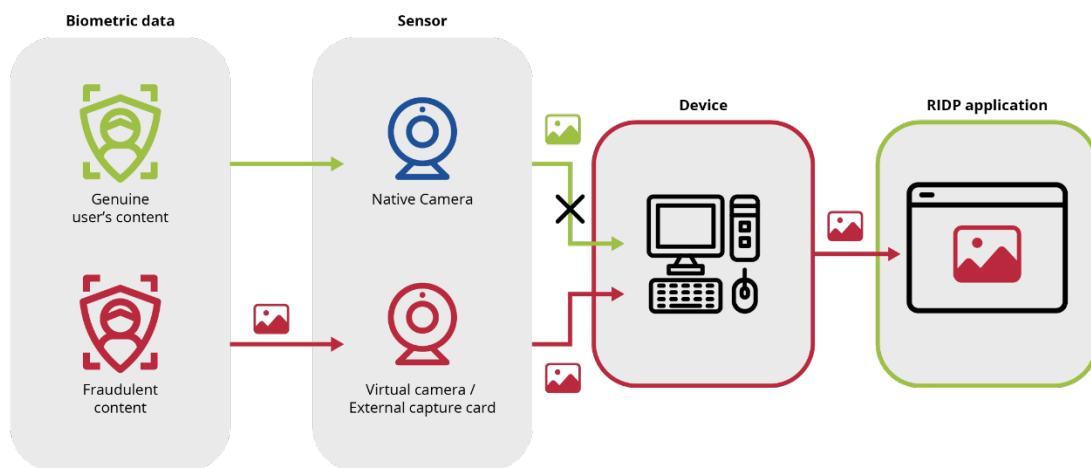 Biometric data
Sensor
Device
RIDP application
Genuine
user's content
Native Camera
Fraudulent
content
Virtual camera /
External capture card